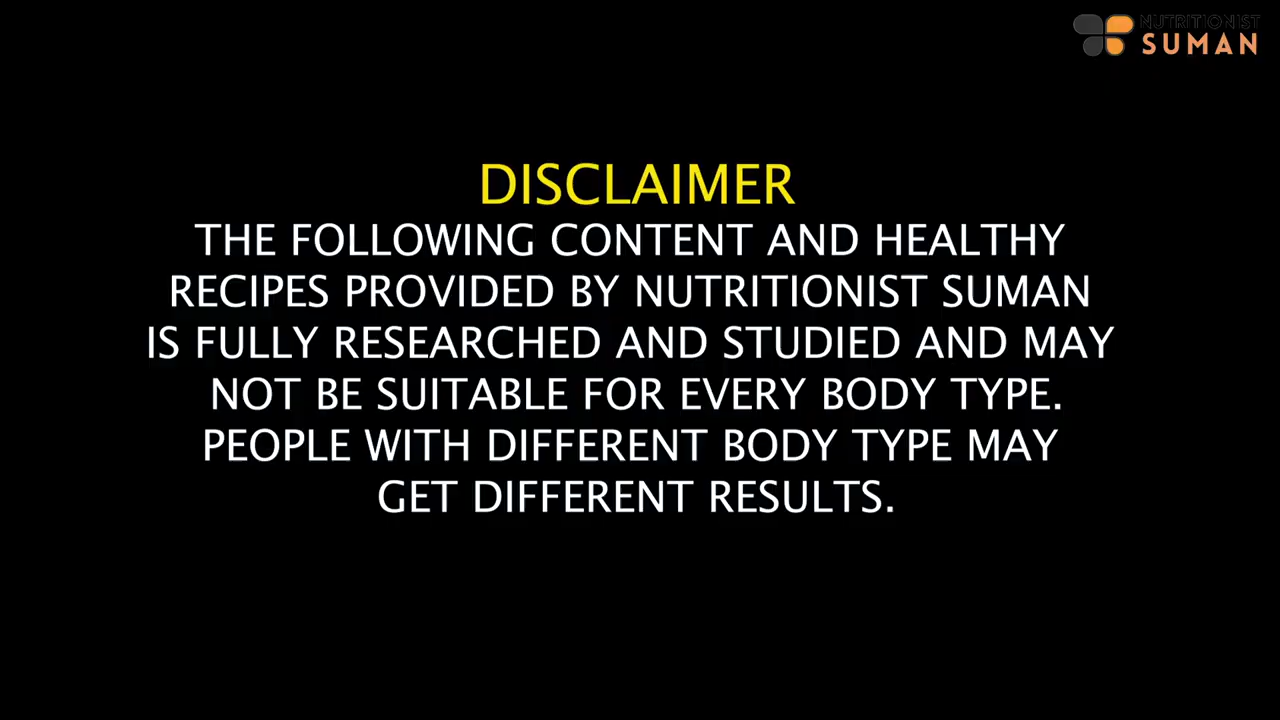 NUTRITIONIST
SUMAN
DISCLAIMER
THE FOLLOWING CONTENT AND HEALTHY
RECIPES PROVIDED BY NUTRITIONIST SUMAN
IS FULLY RESEARCHED AND STUDIED AND MAY
NOT BE SUITABLE FOR EVERY BODY TYPE.
PEOPLE WITH DIFFERENT BODY TYPE MAY
GET DIFFERENT RESULTS.